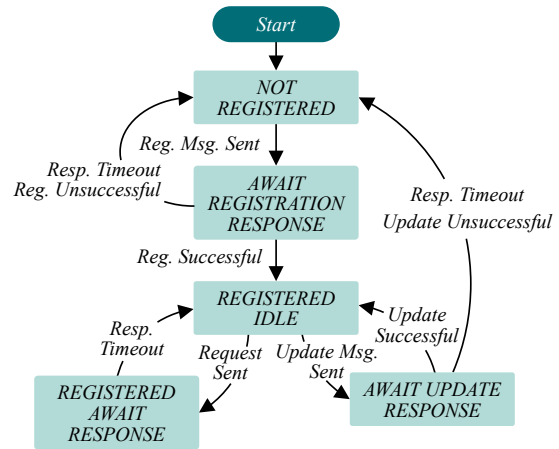 Start
NOT
REGISTERED
Reg. Msg. Sent
Resp. Timeout
Reg. Unsuccessful
AWAIT
REGISTRATION
RESPONSE
Resp. Timeout
Update Unsuccessful
Reg. Successful
REGISTERED
IDLE
Resp.
Timeout
Request
Sent
Update Msg.
Sent
Update
Successful
REGISTERED
AWAIT
RESPONSE
AWAIT UPDATE
RESPONSE